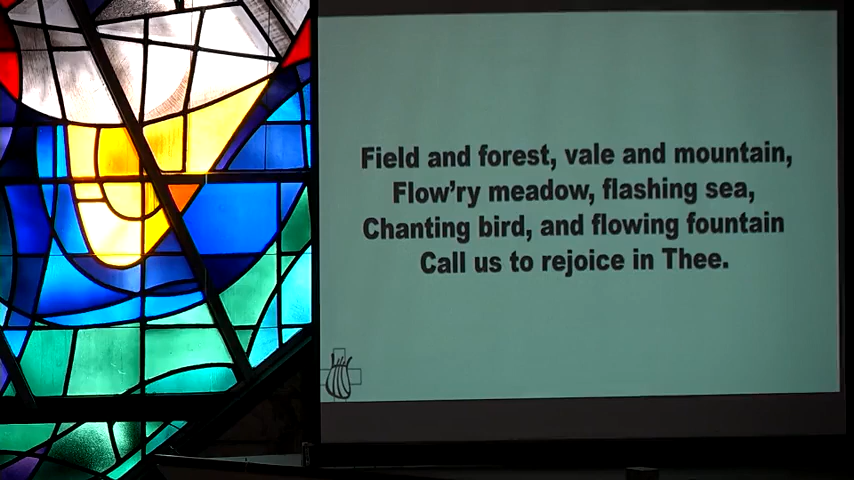 Field and forest, vale and mountain,
Flow'ry meadow, flashing sea,
Chanting bird, and flowing fountain
Call us to rejoice in Thee.